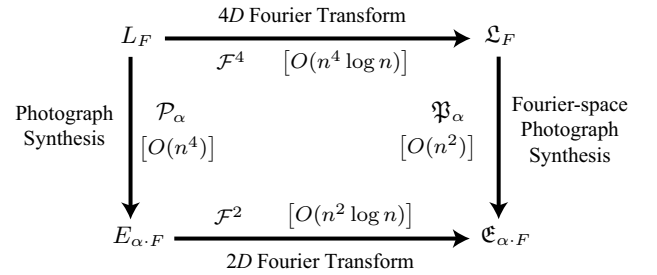 4D Fourier Transform
L_F
𝔏_F
ℱ⁴ [O(n⁴ log n)]
Photograph
Synthesis
𝒫_α
[O(n⁴)]
𝔓_α
[O(n²)]
Fourier-space
Photograph
Synthesis
E_{α·F}
ℱ² [O(n² log n)]
𝔈_{α·F}
2D Fourier Transform